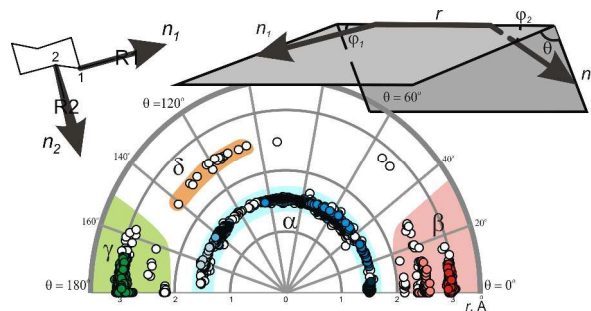 n₁
R1
2
1
R2
n₂
n₁
φ₁
r
φ₂
θ
n
θ = 60°
θ = 120°
140°
δ
40°
160°
α
20°
γ
β
θ = 180°
θ = 0°
3
2
1
0
1
2
3
0
r, A